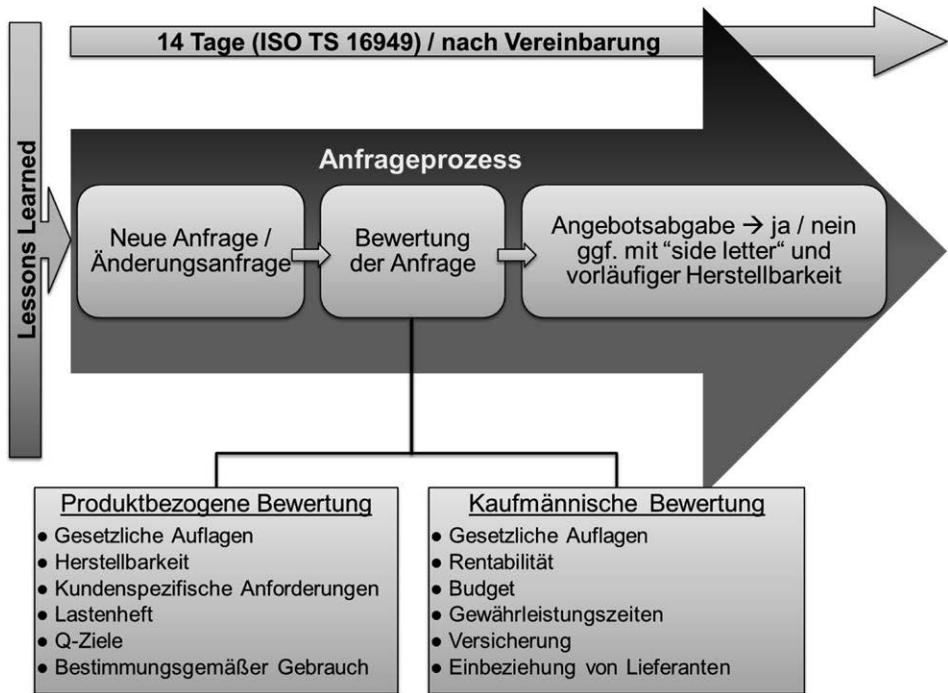 14 Tage (ISO TS 16949) / nach Vereinbarung
Lessons Learned
Anfrageprozess
Neue Anfrage /
Änderungsanfrage
Bewertung
der Anfrage
Angebotsabgabe → ja / nein
ggf. mit "side letter“ und
vorläufiger Herstellbarkeit
Produktbezogene Bewertung
● Gesetzliche Auflagen
● Herstellbarkeit
● Kundenspezifische Anforderungen
● Lastenheft
● Q-Ziele
● Bestimmungsgemäßer Gebrauch
Kaufmännische Bewertung
● Gesetzliche Auflagen
● Rentabilität
● Budget
● Gewährleistungszeiten
● Versicherung
● Einbeziehung von Lieferanten